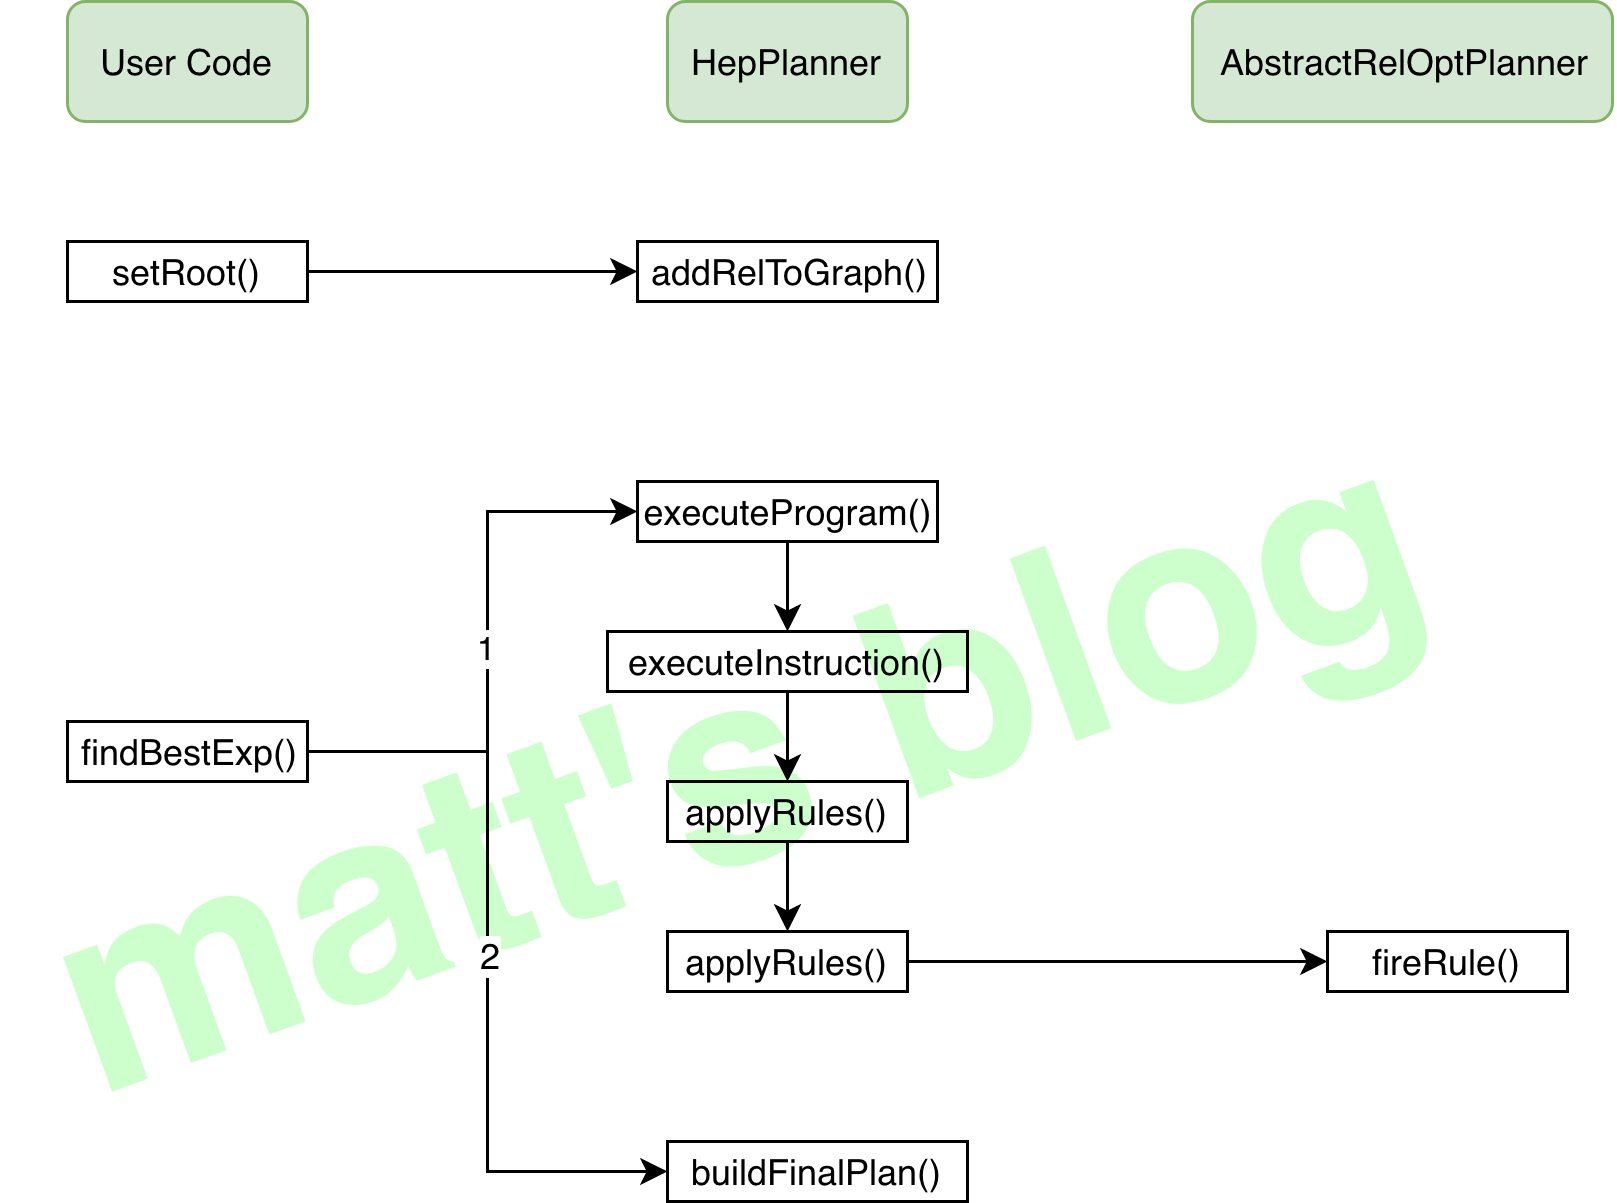 User Code
HepPlanner
AbstractRelOptPlanner
setRoot()
addRelToGraph()
executeProgram()
1
executeInstruction()
findBestExp()
applyRules()
2
applyRules()
fireRule()
buildFinalPlan()
matt's blog